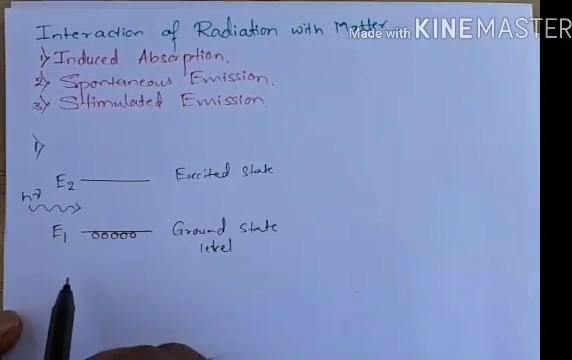 Interaction of Radiation with Matter
Made with KINEMASTER
1) Induced Absorption.
2) Spontaneous Emission.
3) Stimulated Emission
1)
E2 Excited state
hν
E1 Ground state
level